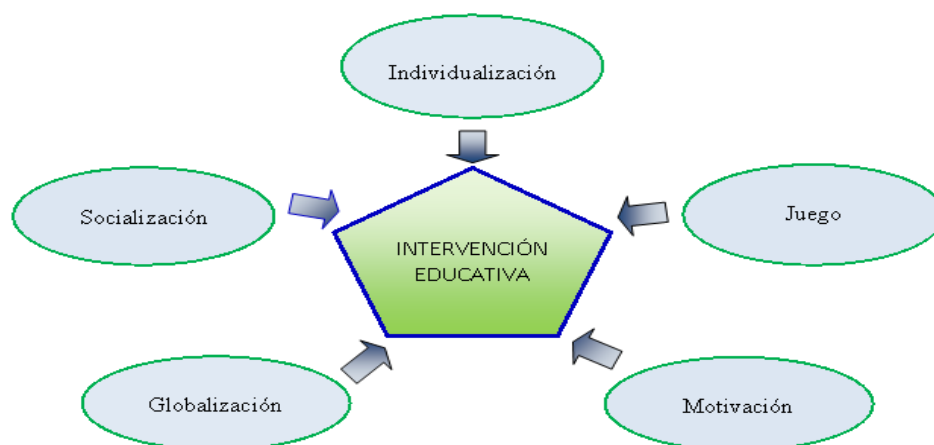 Individualización
Socialización
Juego
INTERVENCIÓN
EDUCATIVA
Globalización
Motivación